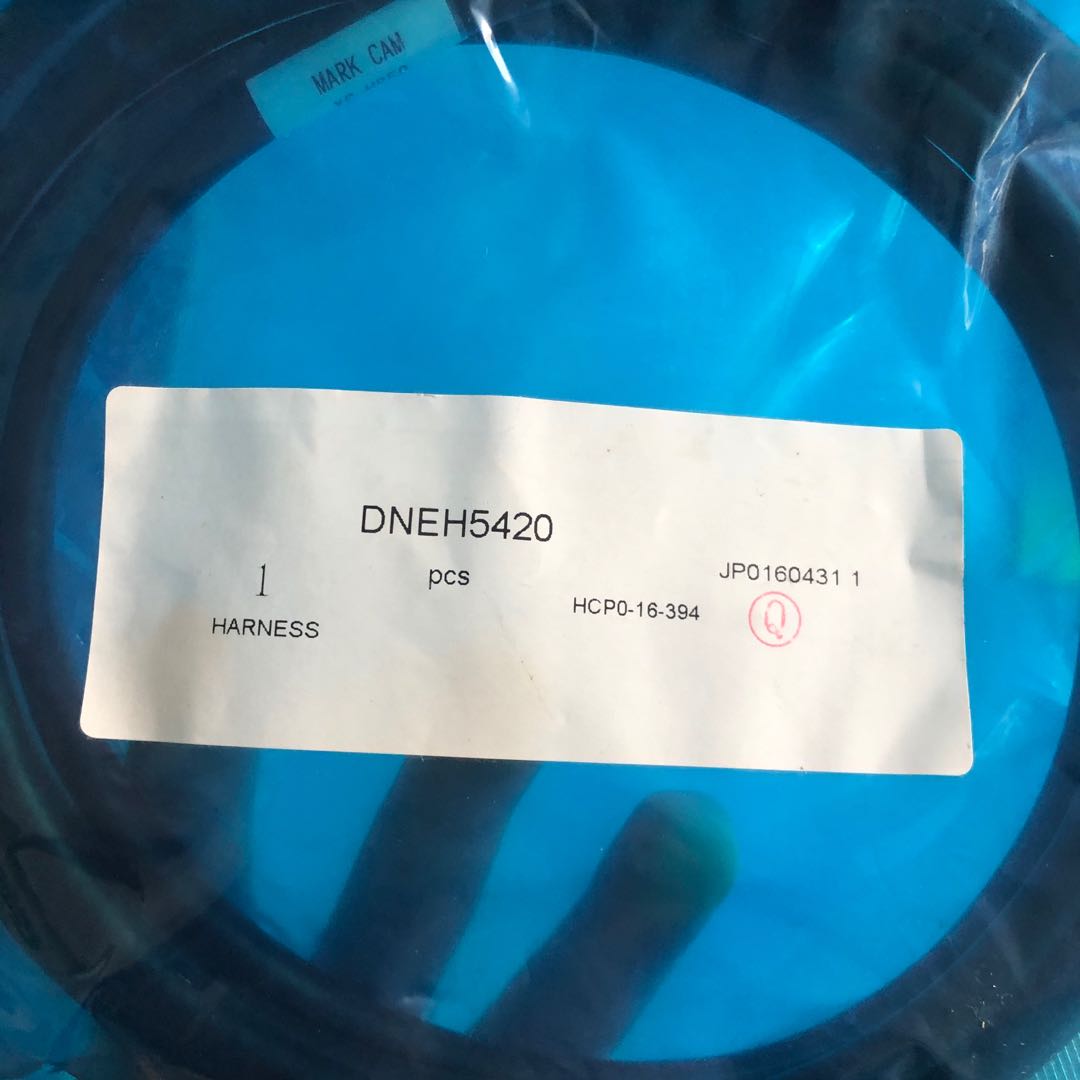 MARK CAM
DNEH5420
1 pcs JP0160431 1
HARNESS HCP0-16-394
Q